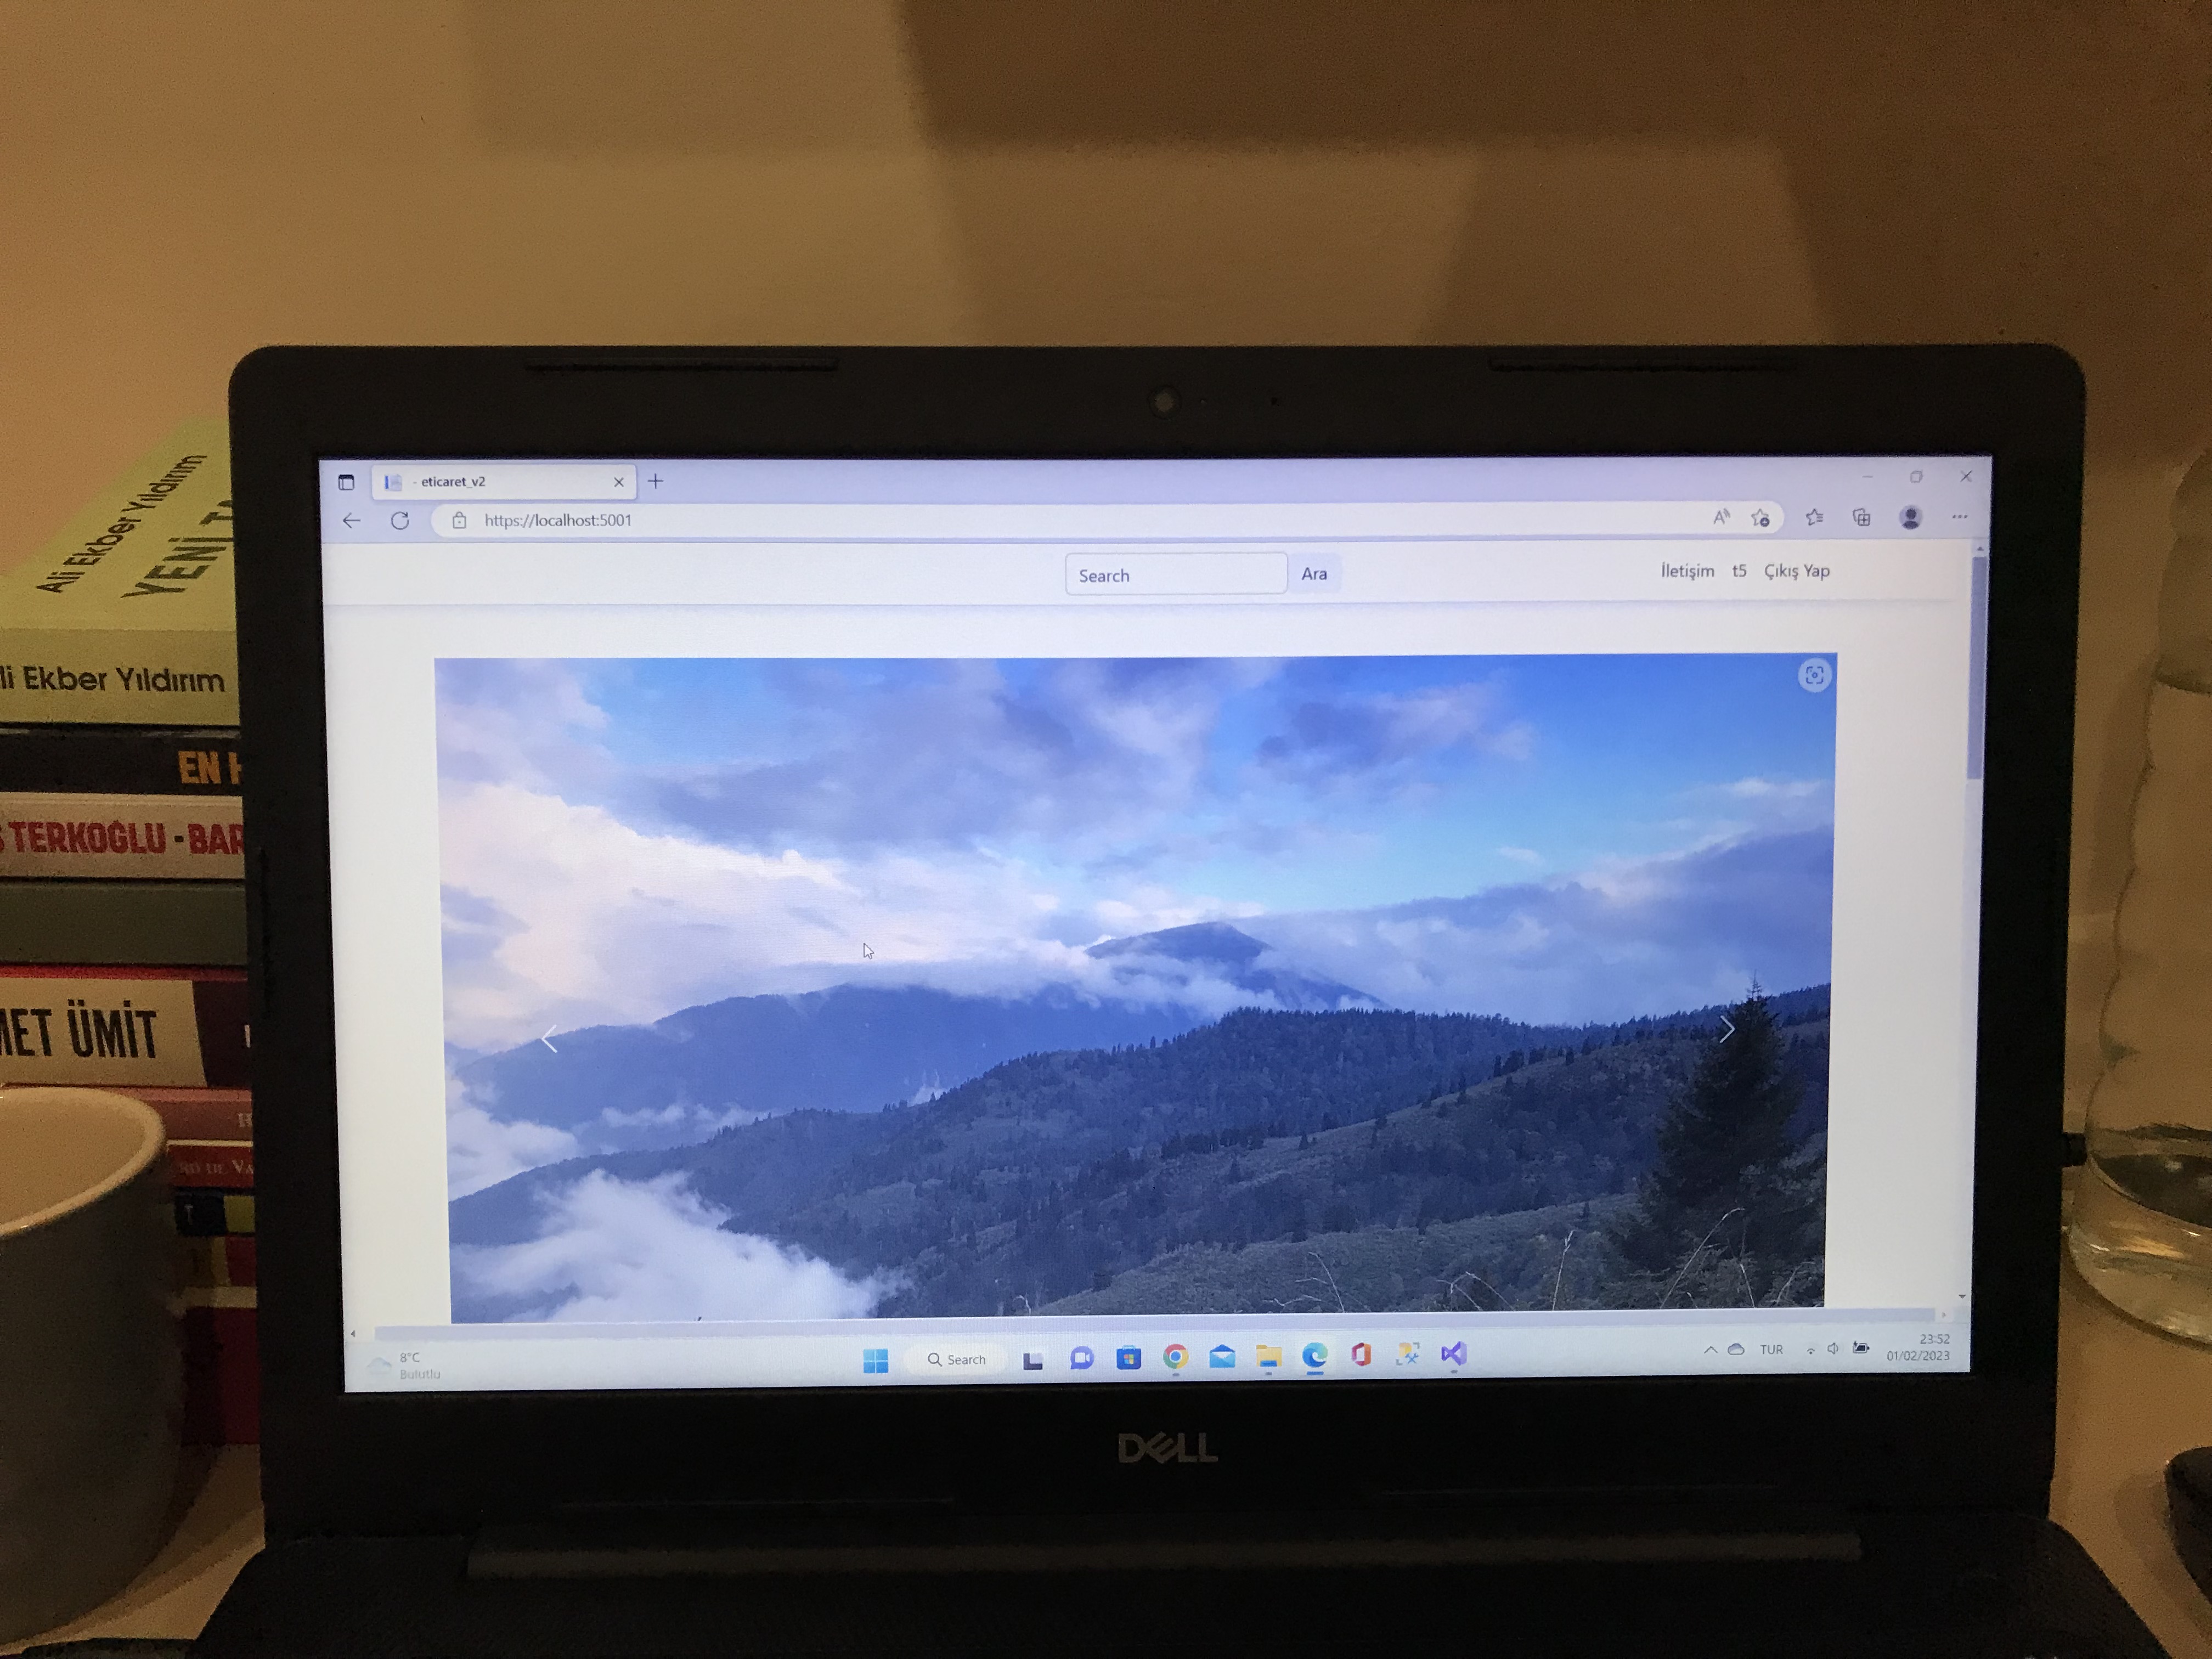 Ali Ekber Yıldırım
YENİ TA
li Ekber Yıldırım
EN H
Ş TERKOĞLU - BAR
MET ÜMİT
- eticaret_v2
https://localhost:5001
Search
Ara
İletişim
t5
Çıkış Yap
8°C
Bulutlu
Search
TUR
23:52
01/02/2023
DELL